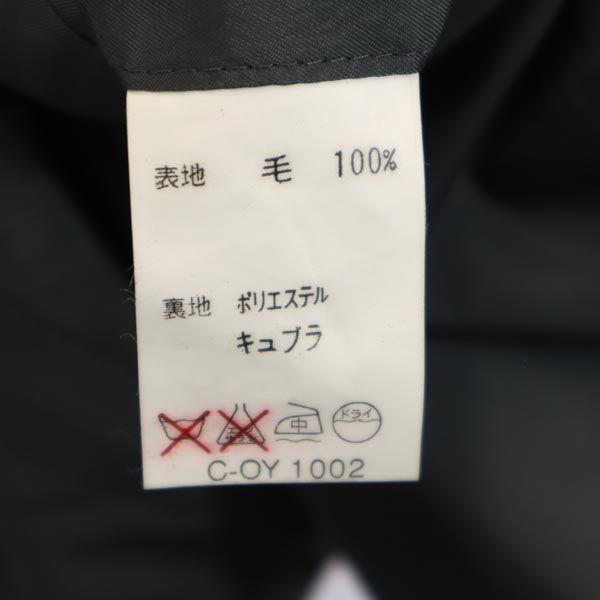 表地 毛 100%
裏地 ポリエステル
キュプラ
中 ドライ
C-OY 1002